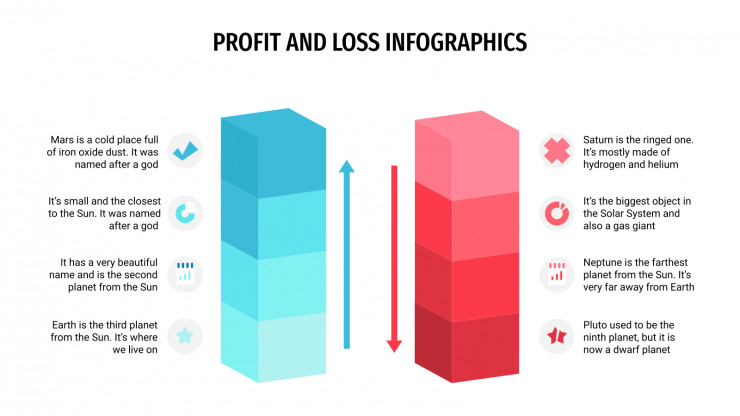 PROFIT AND LOSS INFOGRAPHICS
Mars is a cold place full
of iron oxide dust. It was
named after a god
It's small and the closest
to the Sun. It was named
after a god
It has a very beautiful
name and is the second
planet from the Sun
Earth is the third planet
from the Sun. It's where
we live on
Saturn is the ringed one.
It's mostly made of
hydrogen and helium
It's the biggest object in
the Solar System and
also a gas giant
Neptune is the farthest
planet from the Sun. It's
very far away from Earth
Pluto used to be the
ninth planet, but it is
now a dwarf planet